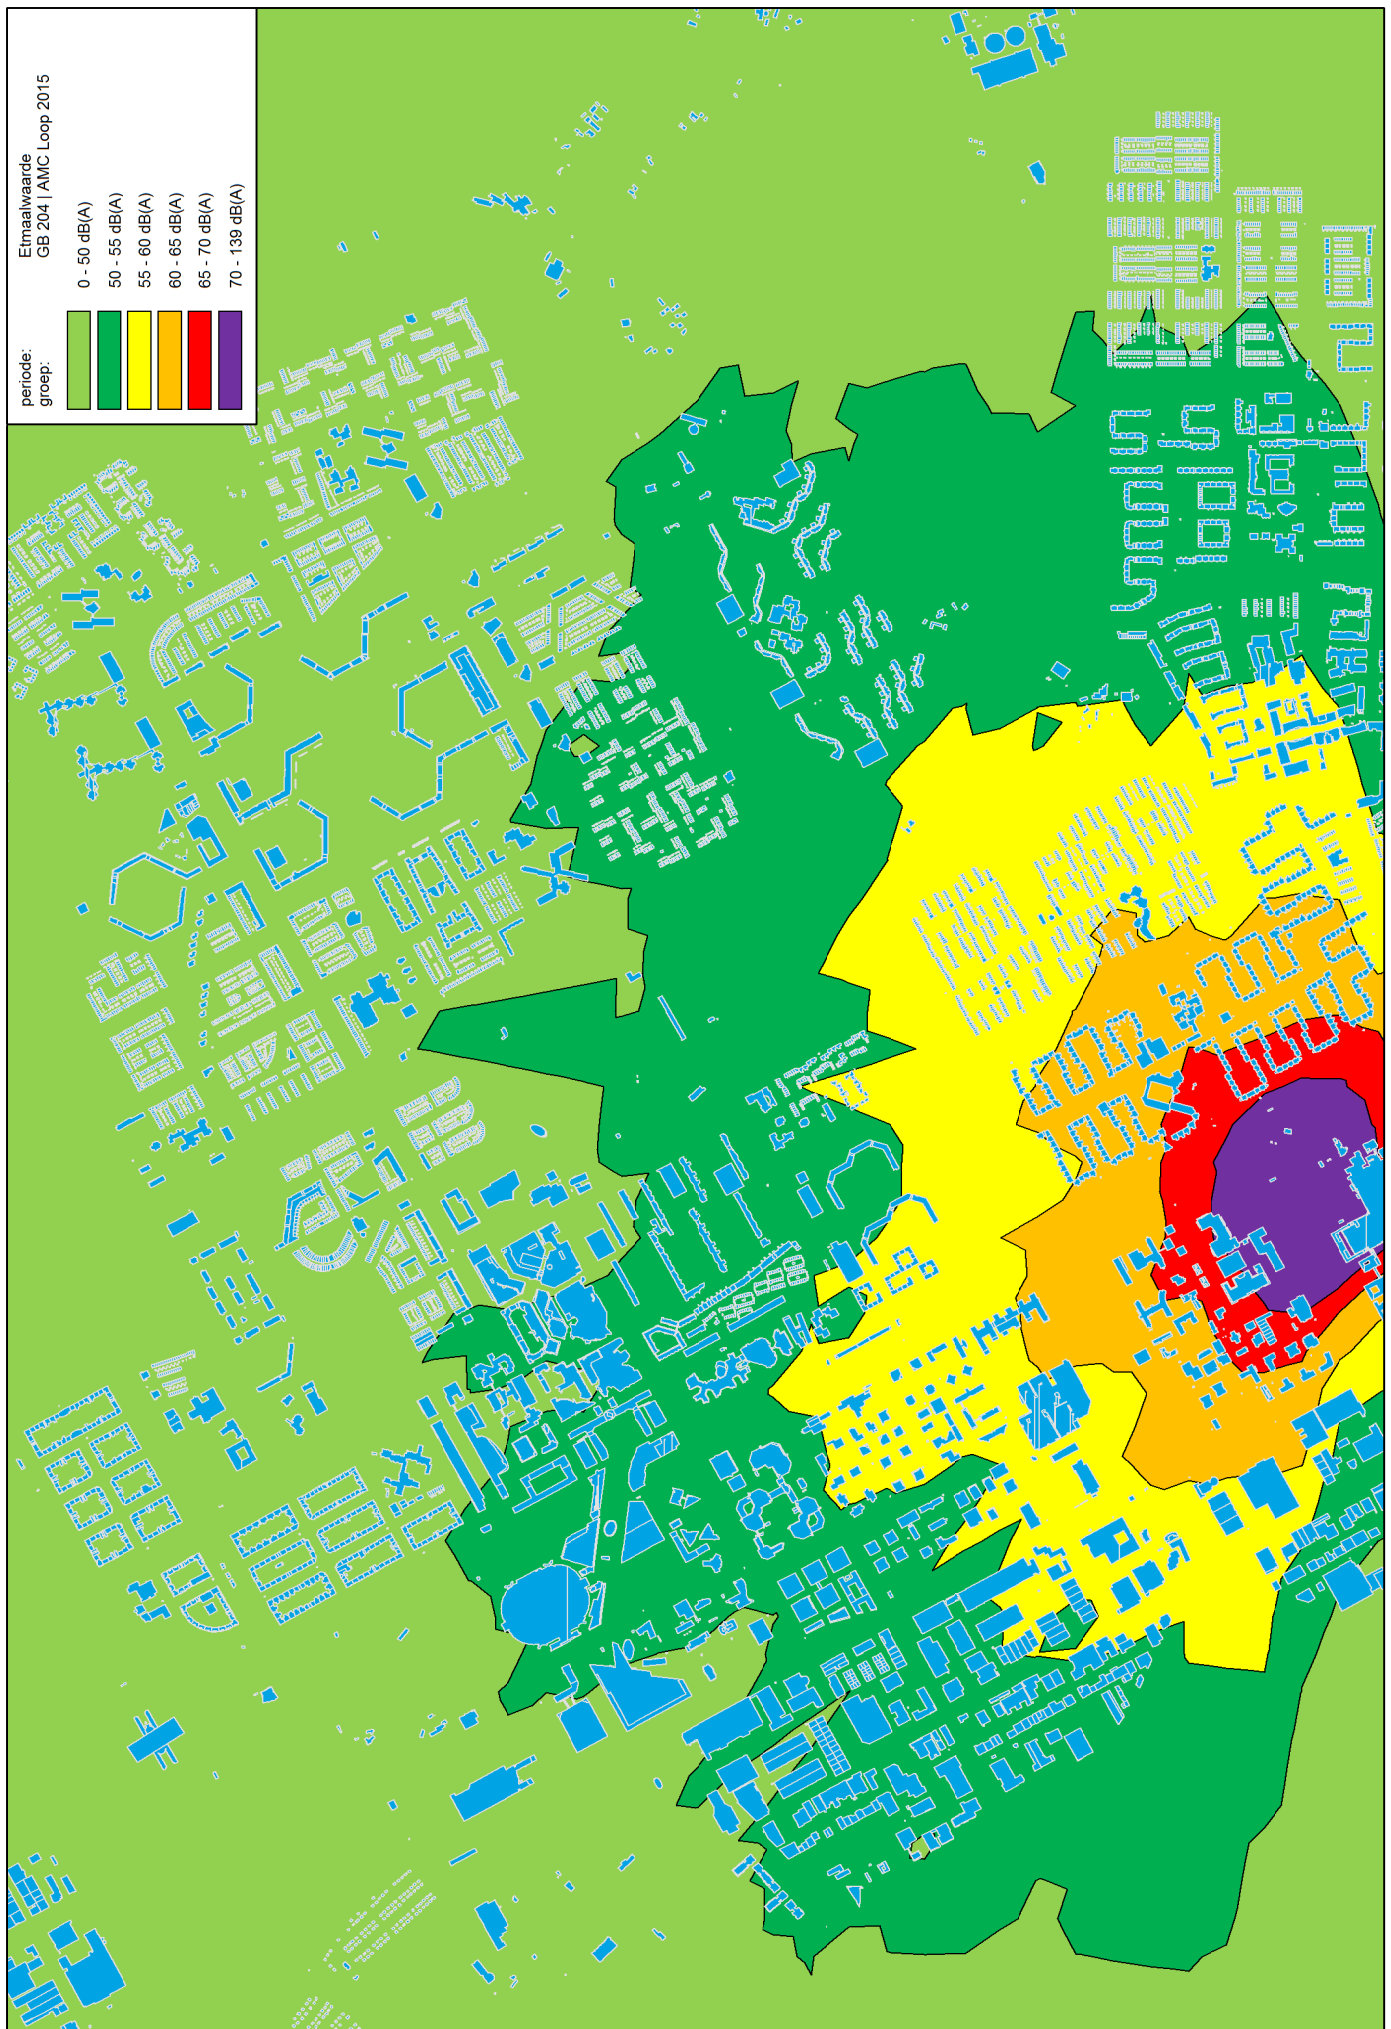 periode: Etmaalwaarde
groep: GB 204 | AMC Loop 2015
0 - 50 dB(A)
50 - 55 dB(A)
55 - 60 dB(A)
60 - 65 dB(A)
65 - 70 dB(A)
70 - 139 dB(A)